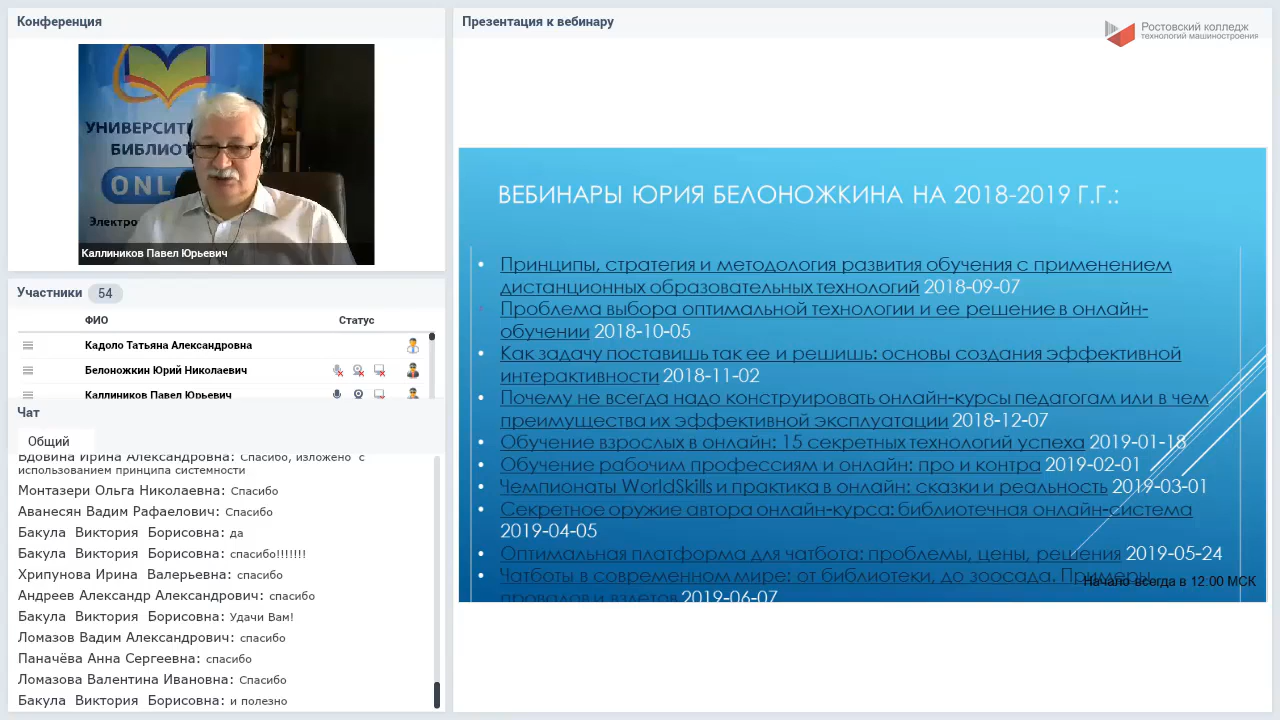 Конференция
УНИВЕРСИТ
БИБЛИОТ
ONL
Электро
Каллиников Павел Юрьевич
Участники 54
ФИО Статус
Кадоло Татьяна Александровна
Белоножкин Юрий Николаевич
Каллиников Павел Юрьевич
Чат
Общий
Вдовина Ирина Александровна: Спасибо, изложено с
использованием принципа системности
Монтазери Ольга Николаевна: Спасибо
Аванесян Вадим Рафаелович: Спасибо
Бакула Виктория Борисовна: да
Бакула Виктория Борисовна: спасибо!!!!!!!
Хрипунова Ирина Валерьевна: спасибо
Андреев Александр Александрович: спасибо
Бакула Виктория Борисовна: Удачи Вам!
Ломазов Вадим Александрович: спасибо
Паначёва Анна Сергеевна: спасибо
Ломазова Валентина Ивановна: Спасибо
Бакула Виктория Борисовна: и полезно
Презентация к вебинару
Ростовский колледж
технологий машиностроения
ВЕБИНАРЫ ЮРИЯ БЕЛОНОЖКИНА НА 2018-2019 Г.Г.:
• Принципы, стратегия и методология развития обучения с применением
дистанционных образовательных технологий 2018-09-07
• Проблема выбора оптимальной технологии и ее решение в онлайн-
обучении 2018-10-05
• Как задачу поставишь так ее и решишь: основы создания эффективной
интерактивности 2018-11-02
• Почему не всегда надо конструировать онлайн-курсы педагогам или в чем
преимущества их эффективной эксплуатации 2018-12-07
• Обучение взрослых в онлайн: 15 секретных технологий успеха 2019-01-18
• Обучение рабочим профессиям и онлайн: про и контра 2019-02-01
• Чемпионаты WorldSkills и практика в онлайн: сказки и реальность 2019-03-01
• Секретное оружие автора онлайн-курса: библиотечная онлайн-система
2019-04-05
• Оптимальная платформа для чатбота: проблемы, цены, решения 2019-05-24
• Чатботы в современном мире: от библиотеки, до зоосада. Примеры
провалов и взлетов 2019-06-07
Начало всегда в 12:00 МСК